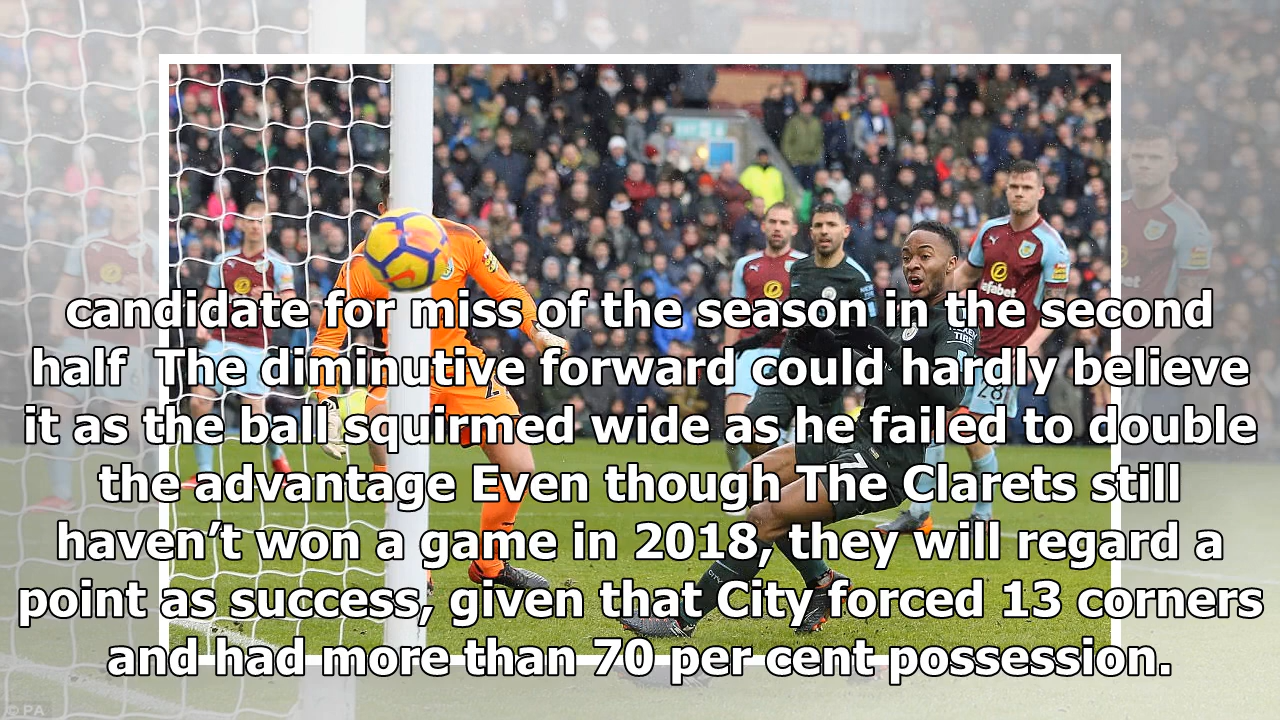 candidate for miss of the season in the second
half  The diminutive forward could hardly believe
it as the ball squirmed wide as he failed to double
the advantage Even though The Clarets still
haven’t won a game in 2018, they will regard a
point as success, given that City forced 13 corners
and had more than 70 per cent possession.
© PA